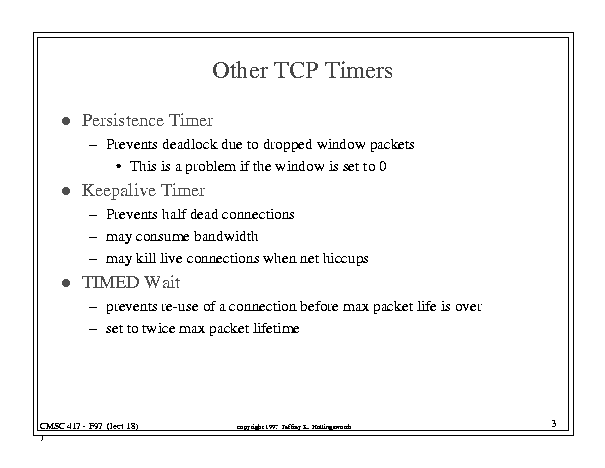 Other TCP Timers
● Persistence Timer
– Prevents deadlock due to dropped window packets
• This is a problem if the window is set to 0
● Keepalive Timer
– Prevents half dead connections
– may consume bandwidth
– may kill live connections when net hiccups
● TIMED Wait
– prevents re-use of a connection before max packet life is over
– set to twice max packet lifetime
CMSC 417 - F97 (lect 18)
copyright 1997 Jeffrey K. Hollingsworth
3
)